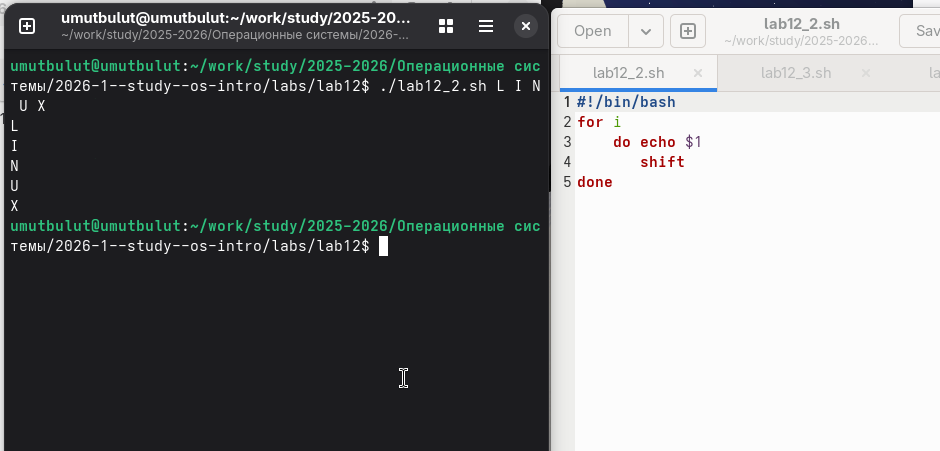 umutbulut@umutbulut:~/work/study/2025-20...
~/work/study/2025-2026/Операционные системы/2026-...
umutbulut@umutbulut:~/work/study/2025-2026/Операционные сис
темы/2026-1--study--os-intro/labs/lab12$ ./lab12_2.sh L I N
 U X
L
I
N
U
X
umutbulut@umutbulut:~/work/study/2025-2026/Операционные сис
темы/2026-1--study--os-intro/labs/lab12$
Open
lab12_2.sh
~/work/study/2025-2026...
Sav
lab12_2.sh
lab12_3.sh
la
1 #!/bin/bash
2 for i
3     do echo $1
4        shift
5 done